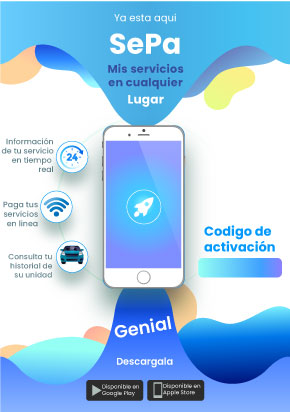 Ya esta aqui
SePa
Mis servicios
en cualquier
Lugar
Información
de tu servicio
en tiempo
real
24
Paga tus
servicios
en linea
Consulta tu
historial de
su unidad
Codigo de
activación
Genial
Descargala
Disponible en
Google Play
Disponible en
Apple Store